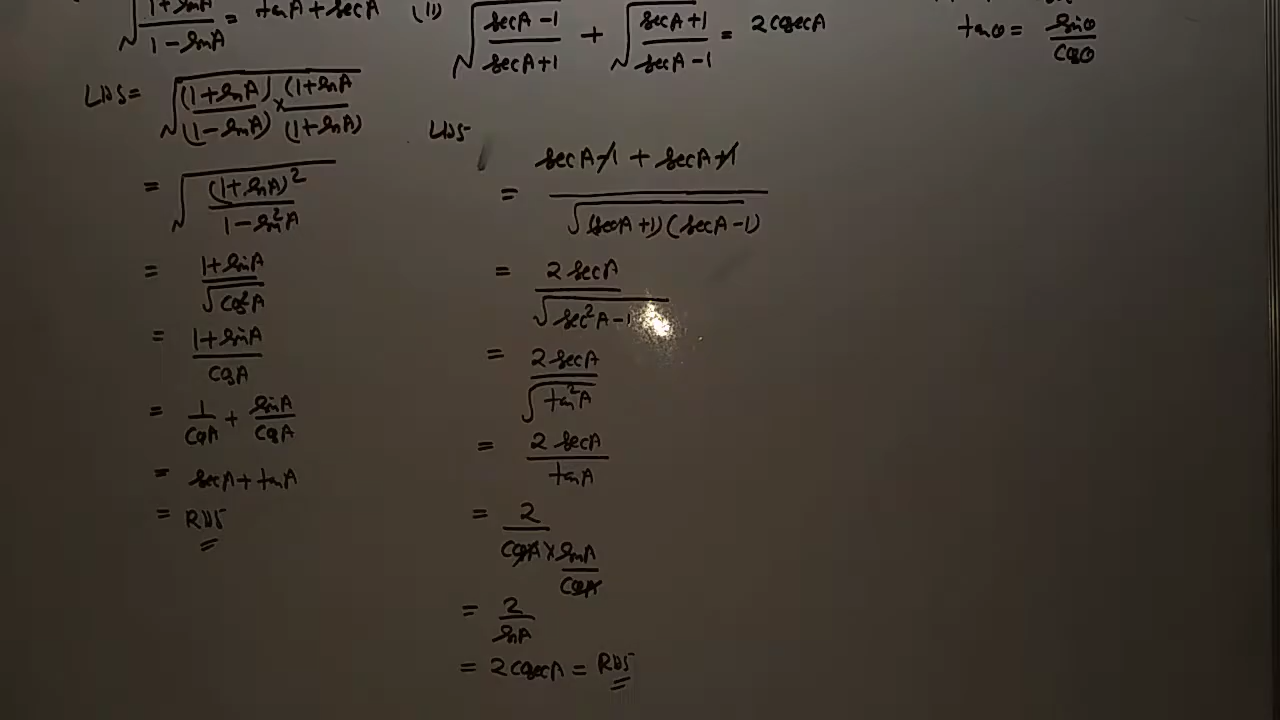 √((1+sinA)/(1-sinA)) = tanA + secA
LHS = √((1+sinA)/(1-sinA) × (1+sinA)/(1+sinA))
= √((1+sinA)²/(1-sin²A))
= (1+sinA)/√(cos²A)
= (1+sinA)/cosA
= 1/cosA + sinA/cosA
= secA + tanA
= RHS
(ii) √((secA-1)/(secA+1)) + √((secA+1)/(secA-1)) = 2cosecA
LHS
= (secA-1 + secA+1)/√((secA+1)(secA-1))
= 2secA/√(sec²A-1)
= 2secA/√(tan²A)
= 2secA/tanA
= 2/(cosA × sinA/cosA)
= 2/sinA
= 2cosecA = RHS
tanθ = sinθ/cosθ